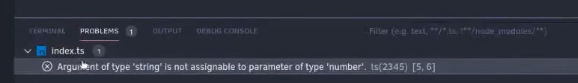 TERMINAL PROBLEMS 1 OUTPUT DEBUG CONSOLE Filter (e.g. text, **/*.ts, !**/node_modules/**)
index.ts 1
Argument of type 'string' is not assignable to parameter of type 'number'. ts(2345) [5, 6]